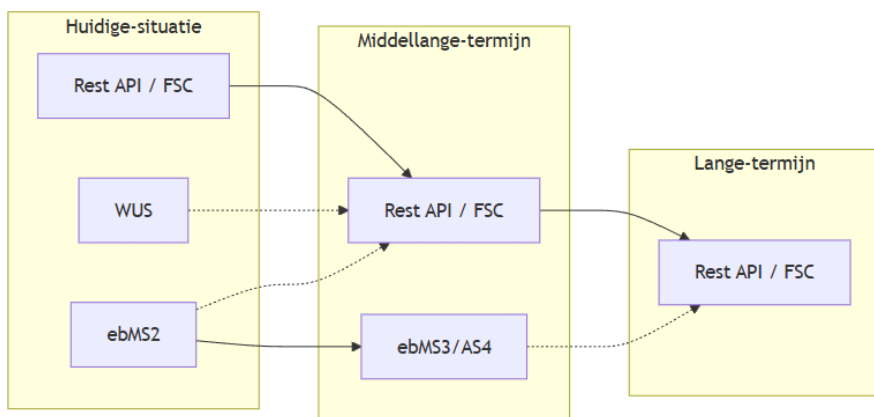 Huidige-situatie
Rest API / FSC
WUS
ebMS2
Middellange-termijn
Rest API / FSC
ebMS3/AS4
Lange-termijn
Rest API / FSC